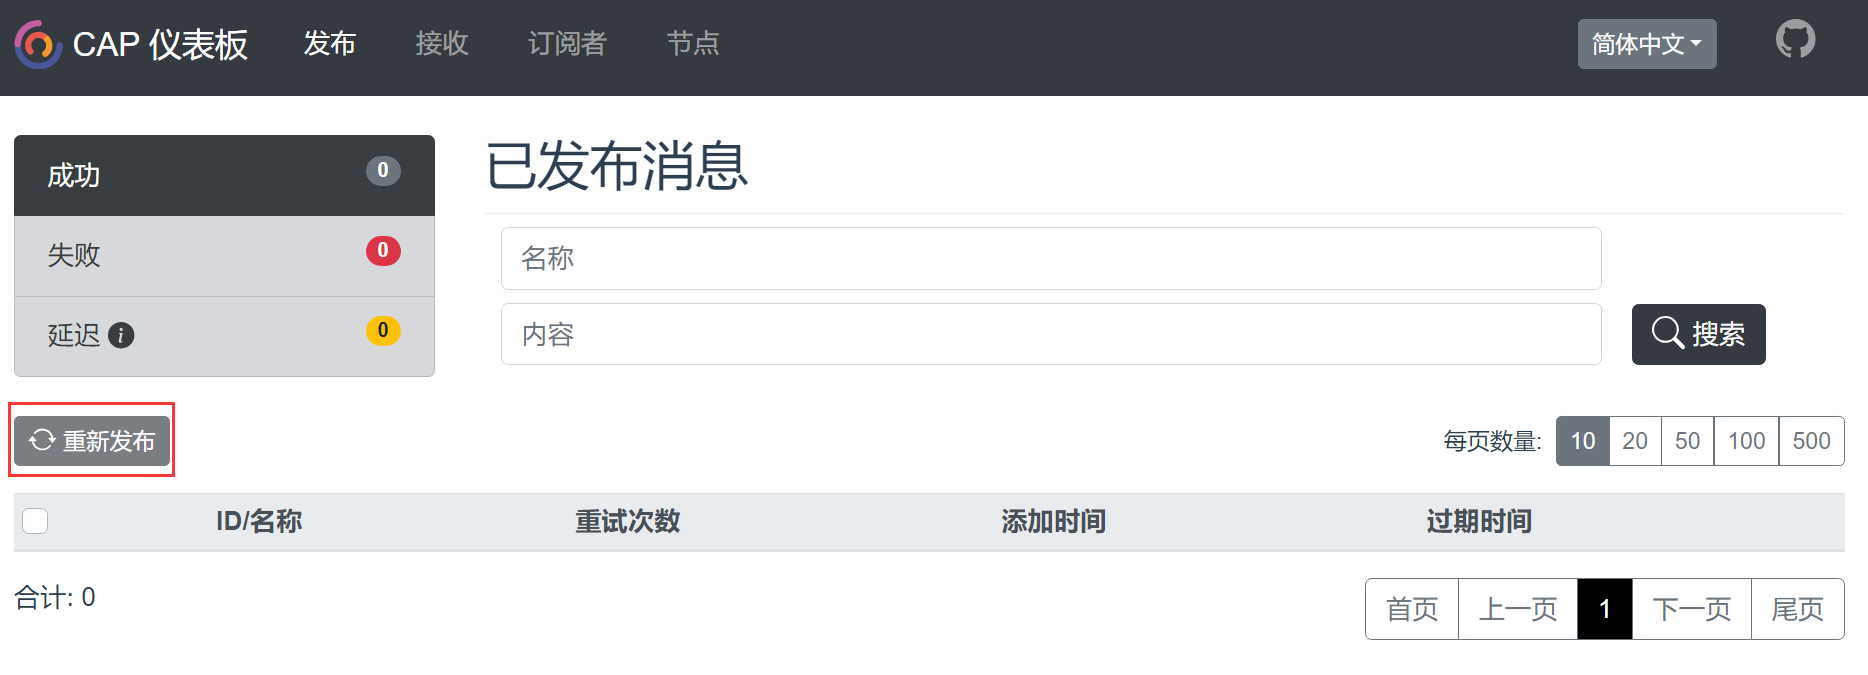 CAP 仪表板 发布 接收 订阅者 节点 简体中文
成功 0
失败 0
延迟 i 0
已发布消息
名称
内容
搜索
重新发布
每页数量: 10 20 50 100 500
ID/名称 重试次数 添加时间 过期时间
合计: 0
首页 上一页 1 下一页 尾页